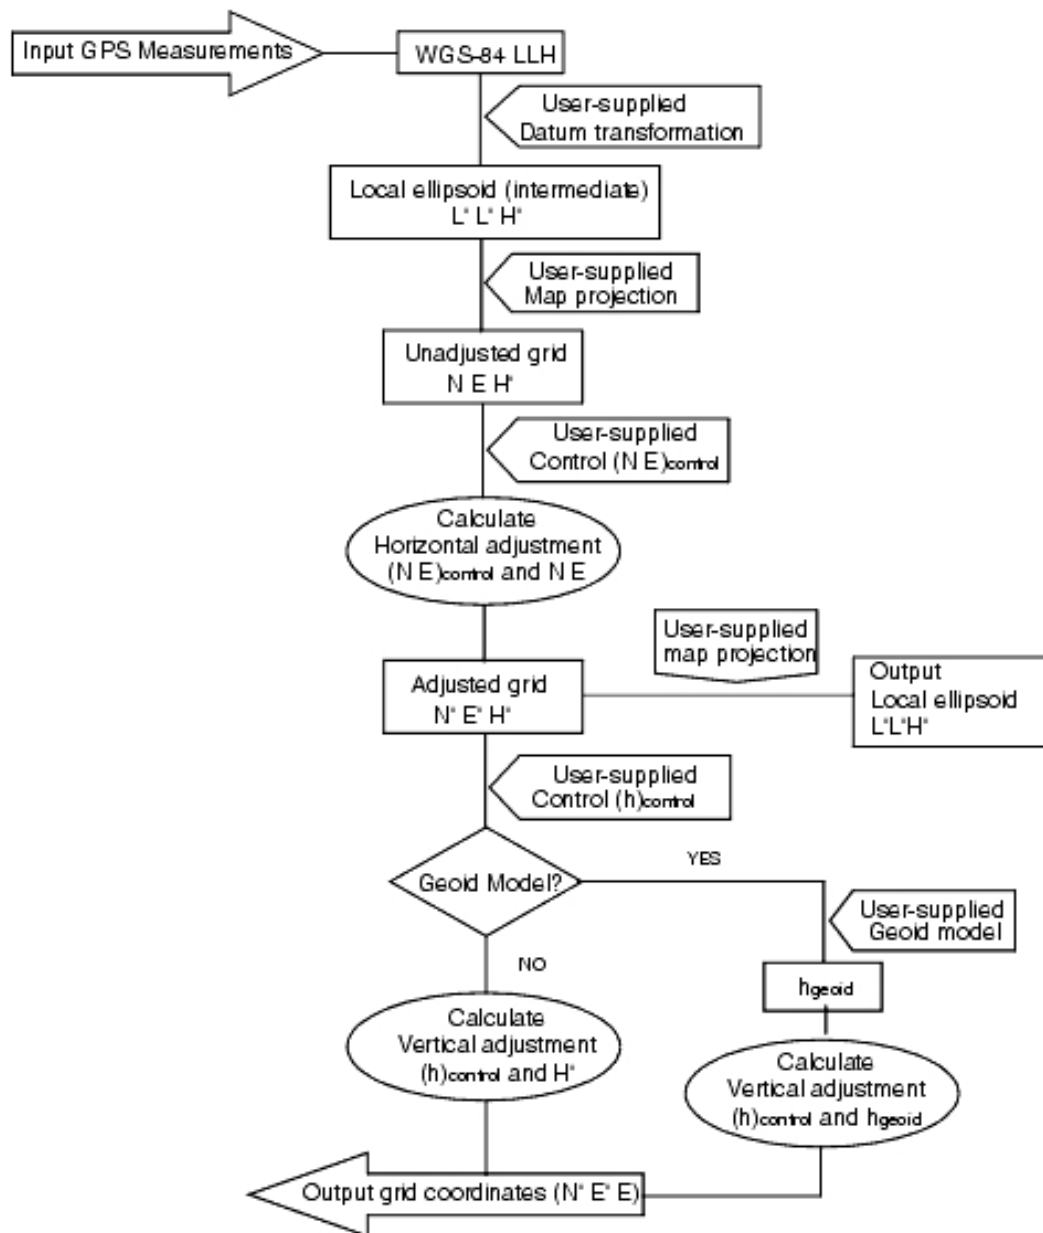 Input GPS Measurements
WGS-84 LLH
User-supplied
Datum transformation
Local ellipsoid (intermediate)
L' L' H'
User-supplied
Map projection
Unadjusted grid
N E H'
User-supplied
Control (N E)control
Calculate
Horizontal adjustment
(N E)control and N E
User-supplied
map projection
Adjusted grid
N' E' H'
Output
Local ellipsoid
L'L'H'
User-supplied
Control (h)control
Geoid Model?
YES
User-supplied
Geoid model
NO
hgeoid
Calculate
Vertical adjustment
(h)control and H'
Calculate
Vertical adjustment
(h)control and hgeoid
Output grid coordinates (N' E' E)